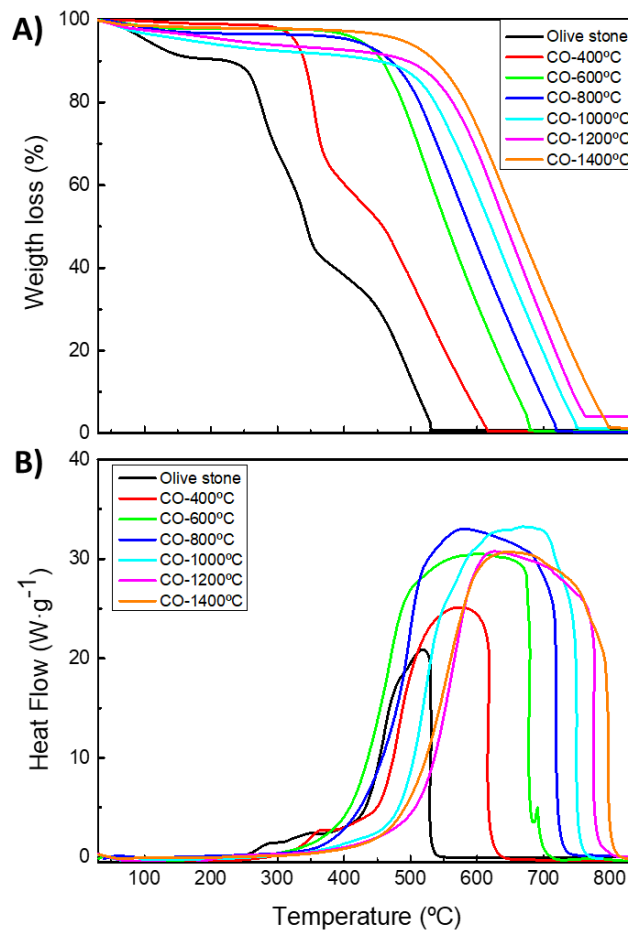 A)
100
80
60
40
20
0
Weigth loss (%)
Olive stone
CO-400ºC
CO-600ºC
CO-800ºC
CO-1000ºC
CO-1200ºC
CO-1400ºC
B)
40
30
20
10
0
Heat Flow (W·g-1)
Olive stone
CO-400ºC
CO-600ºC
CO-800ºC
CO-1000ºC
CO-1200ºC
CO-1400ºC
100 200 300 400 500 600 700 800
Temperature (ºC)